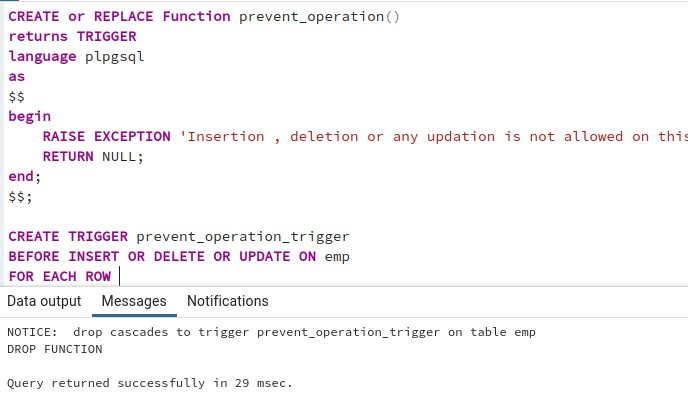 CREATE or REPLACE Function prevent_operation()
returns TRIGGER
language plpgsql
as
$$
begin
    RAISE EXCEPTION 'Insertion , deletion or any updation is not allowed on this
    RETURN NULL;
end;
$$;
CREATE TRIGGER prevent_operation_trigger
BEFORE INSERT OR DELETE OR UPDATE ON emp
FOR EACH ROW
Data output Messages Notifications
NOTICE:  drop cascades to trigger prevent_operation_trigger on table emp
DROP FUNCTION
Query returned successfully in 29 msec.